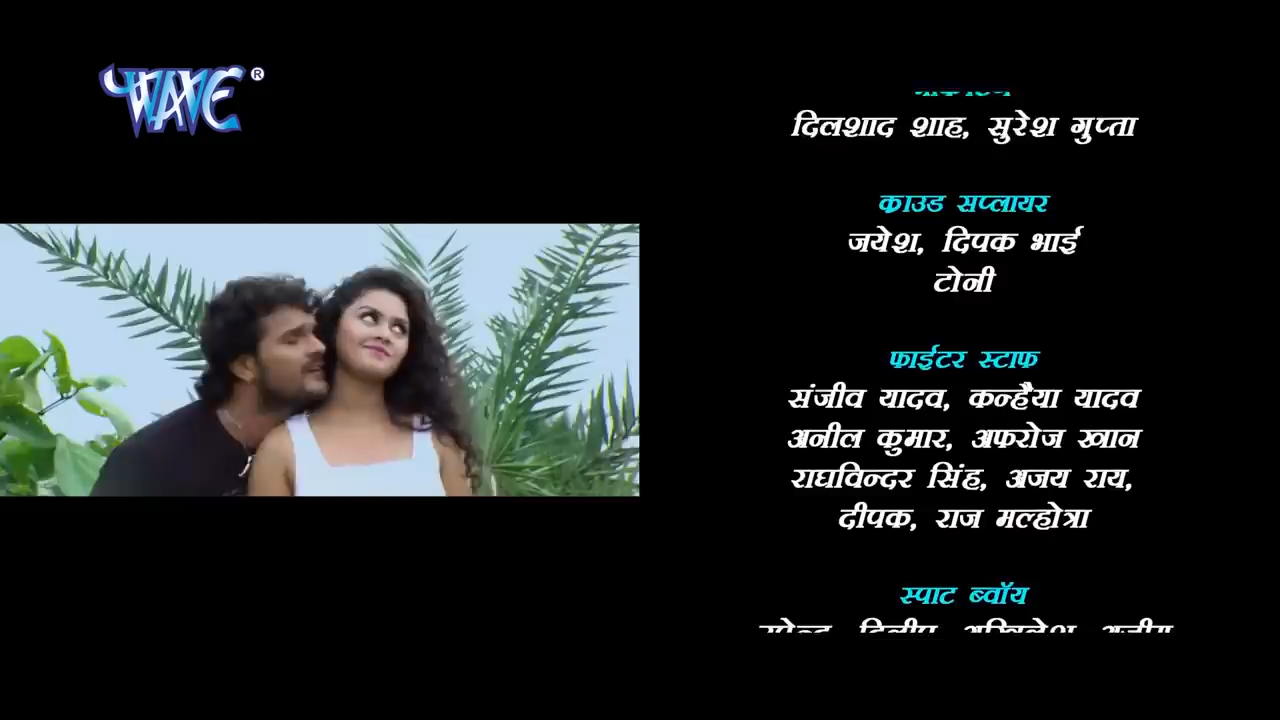 WAVE®
दिलशाद शाह, सुरेश गुप्ता
क्राउड सप्लायर
जयेश, दिपक भाई
टोनी
फाईटर स्टाफ
संजीव यादव, कन्हैया यादव
अनील कुमार, अफरोज खान
राघविन्दर सिंह, अजय राय,
दीपक, राज मल्होत्रा
स्पाट ब्वॉय